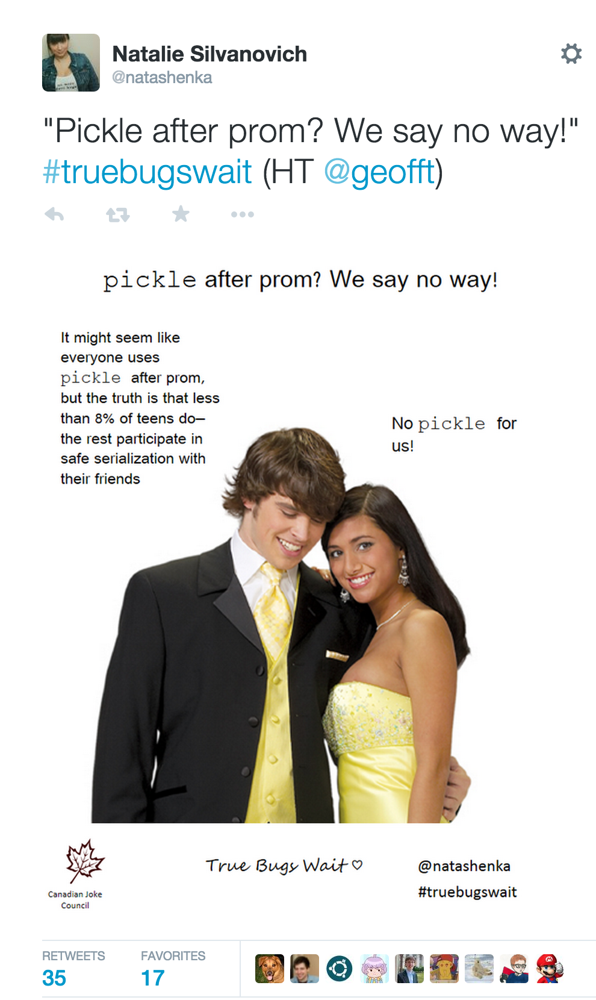 Natalie Silvanovich
@natashenka
"Pickle after prom? We say no way!"
#truebugswait (HT @geofft)
pickle after prom? We say no way!
It might seem like
everyone uses
pickle after prom,
but the truth is that less
than 8% of teens do—
the rest participate in
safe serialization with
their friends
No pickle for
us!
Canadian Joke
Council
True Bugs Wait ♡
@natashenka
#truebugswait
RETWEETS
35
FAVORITES
17